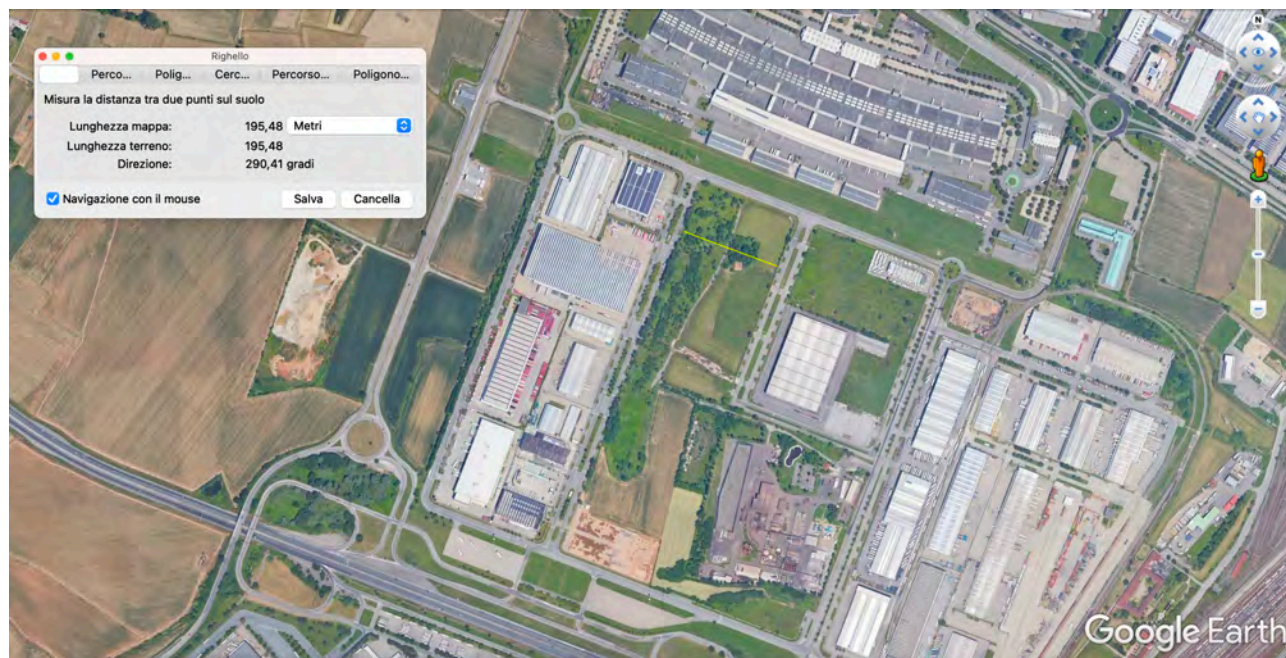 Righello
Perco... Polig... Cerc... Percorso... Poligono...
Misura la distanza tra due punti sul suolo
Lunghezza mappa: 195,48 Metri
Lunghezza terreno: 195,48
Direzione: 290,41 gradi
Navigazione con il mouse Salva Cancella
N
Google Earth